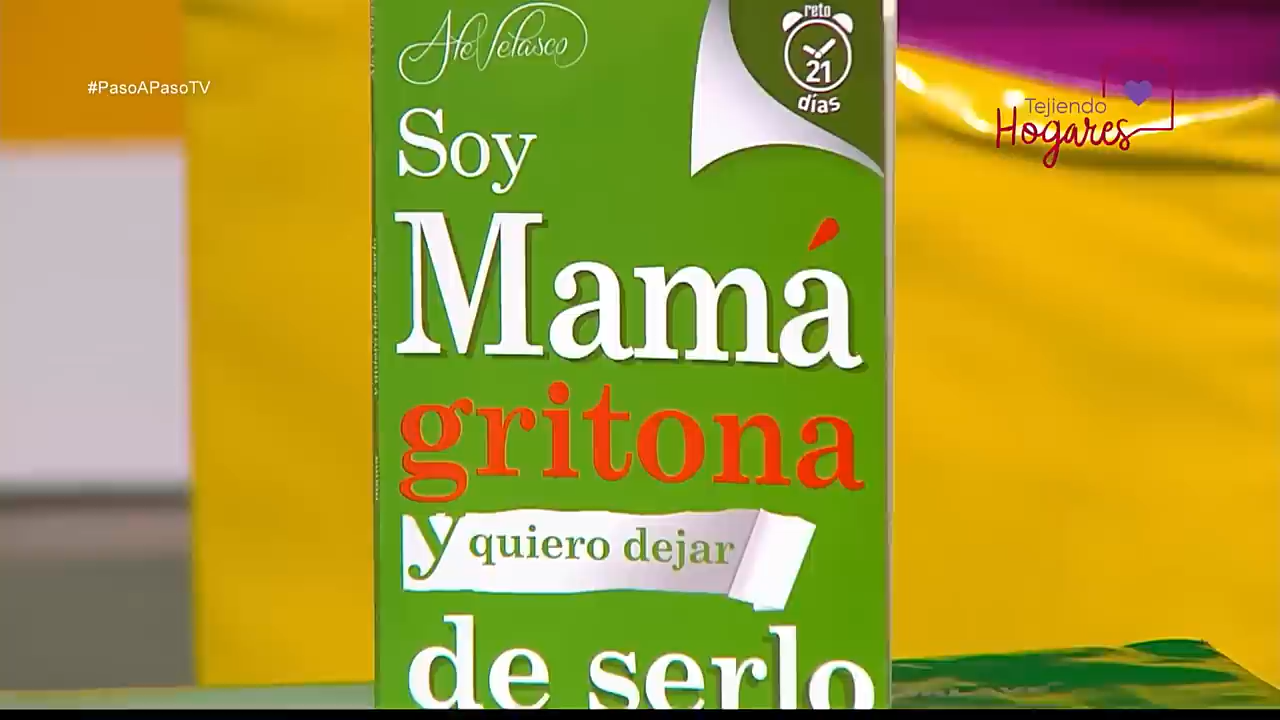 Ale Velasco
reto
21
días
#PasoAPasoTV
Tejiendo
Hogares
Soy
Mamá
gritona
y quiero dejar
de serlo